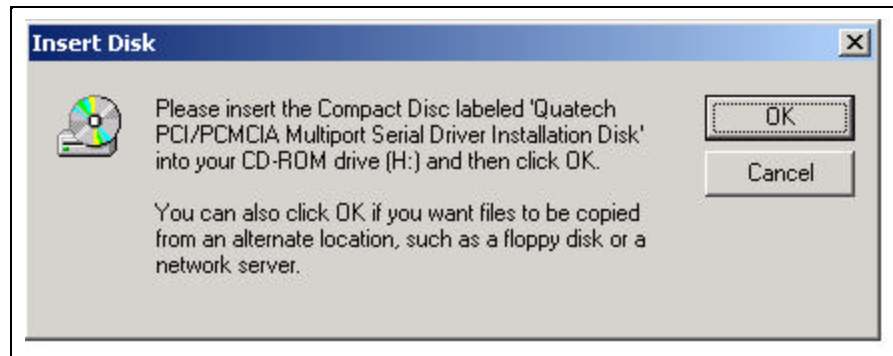 Insert Disk
Please insert the Compact Disc labeled 'Quatech
PCI/PCMCIA Multiport Serial Driver Installation Disk'
into your CD-ROM drive (H:) and then click OK.
You can also click OK if you want files to be copied
from an alternate location, such as a floppy disk or a
network server.
OK
Cancel